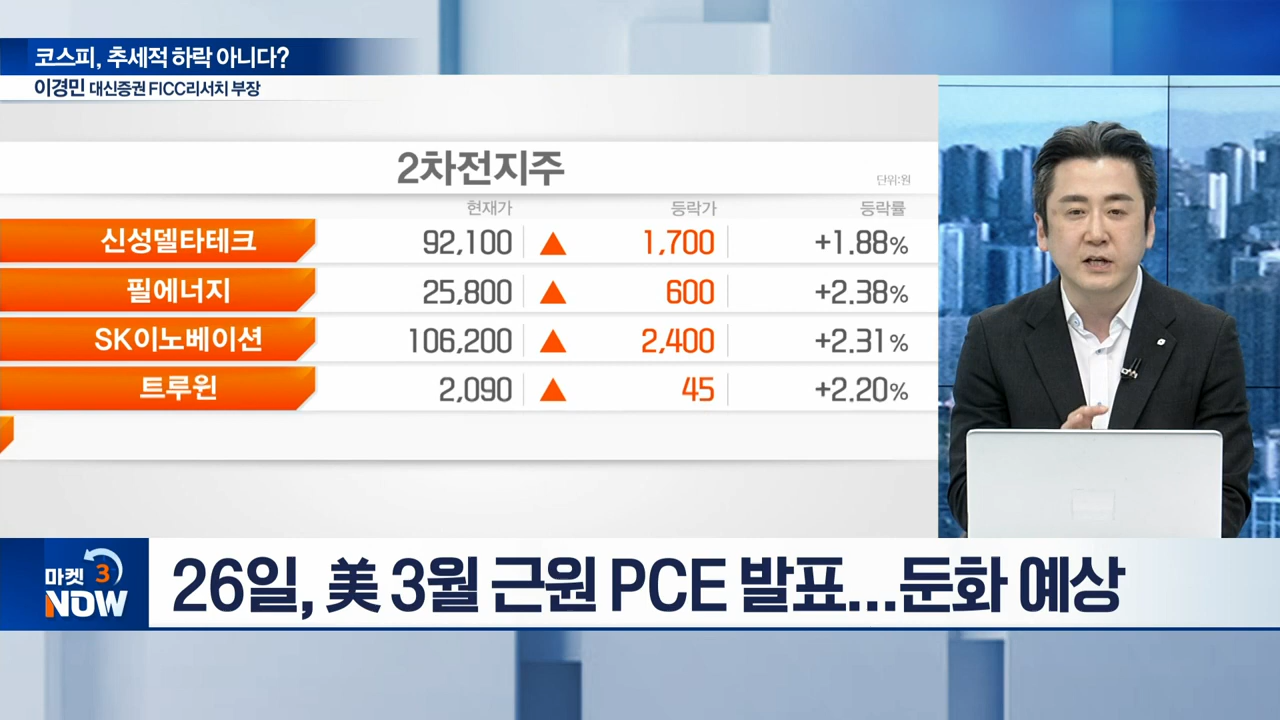 코스피, 추세적 하락 아니다?
이경민 대신증권 FICC리서치 부장
2차전지주
단위:원
현재가 등락가 등락률
신성델타테크 92,100 ▲ 1,700 +1.88%
필에너지 25,800 ▲ 600 +2.38%
SK이노베이션 106,200 ▲ 2,400 +2.31%
트루윈 2,090 ▲ 45 +2.20%
마켓 3
NOW
26일, 美 3월 근원 PCE 발표...둔화 예상